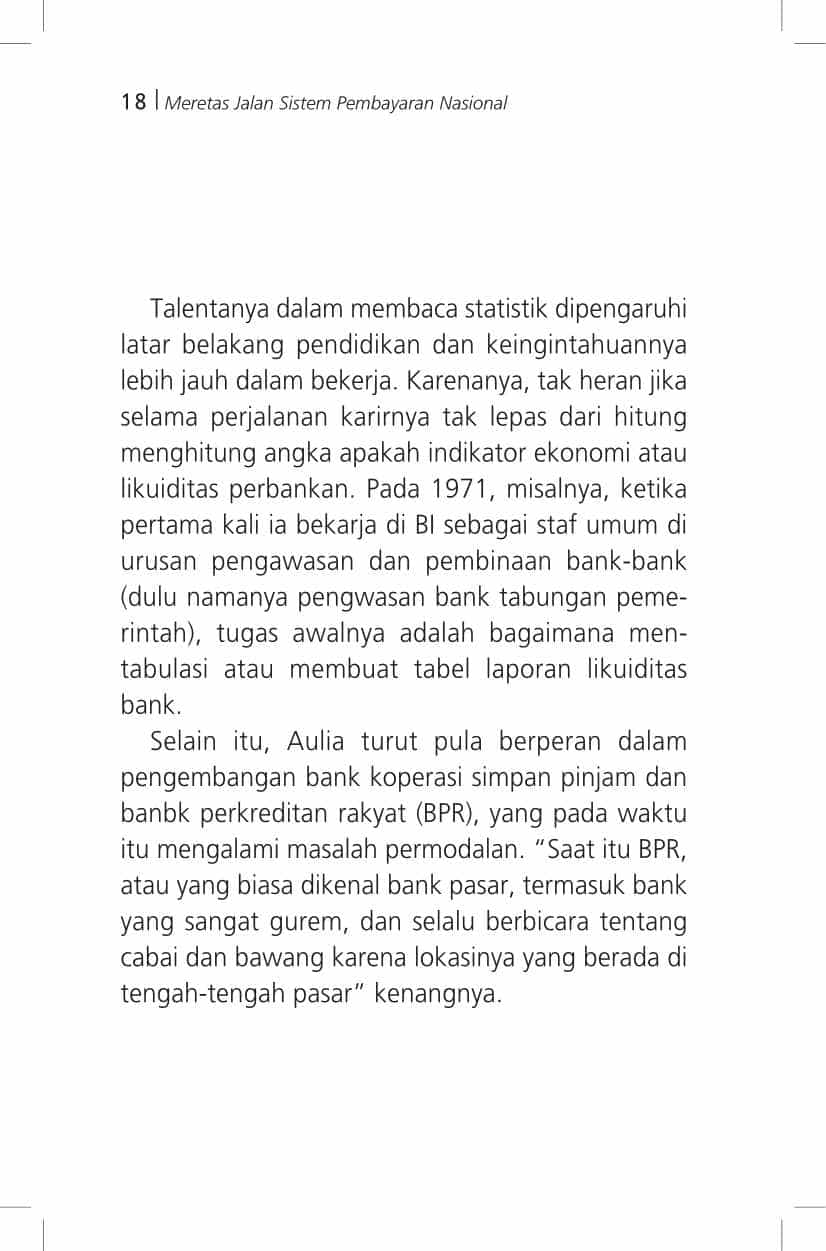 18 | Meretas Jalan Sistem Pembayaran Nasional
Talentanya dalam membaca statistik dipengaruhi
latar belakang pendidikan dan keingintahuannya
lebih jauh dalam bekerja. Karenanya, tak heran jika
selama perjalanan karirnya tak lepas dari hitung
menghitung angka apakah indikator ekonomi atau
likuiditas perbankan. Pada 1971, misalnya, ketika
pertama kali ia bekarja di BI sebagai staf umum di
urusan pengawasan dan pembinaan bank-bank
(dulu namanya pengwasan bank tabungan peme-
rintah), tugas awalnya adalah bagaimana men-
tabulasi atau membuat tabel laporan likuiditas
bank.
Selain itu, Aulia turut pula berperan dalam
pengembangan bank koperasi simpan pinjam dan
banbk perkreditan rakyat (BPR), yang pada waktu
itu mengalami masalah permodalan. “Saat itu BPR,
atau yang biasa dikenal bank pasar, termasuk bank
yang sangat gurem, dan selalu berbicara tentang
cabai dan bawang karena lokasinya yang berada di
tengah-tengah pasar” kenangnya.